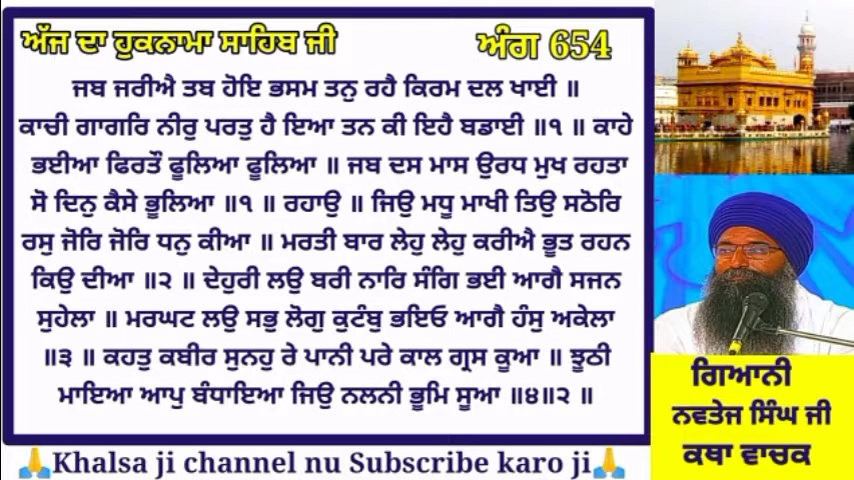 ਅੱਜ ਦਾ ਹੁਕਨਾਮਾ ਸਾਹਿਬ ਜੀ
ਅੰਗ 654
ਜਬ ਜਰੀਐ ਤਬ ਹੋਇ ਭਸਮ ਤਨੁ ਰਹੈ ਕਿਰਮ ਦਲ ਖਾਈ ॥
ਕਾਚੀ ਗਾਗਰਿ ਨੀਰੁ ਪਰਤੁ ਹੈ ਇਆ ਤਨ ਕੀ ਇਹੈ ਬਡਾਈ ॥੧ ॥ ਕਾਹੇ
ਭਈਆ ਫਿਰਤੌ ਫੂਲਿਆ ਫੂਲਿਆ ॥ ਜਬ ਦਸ ਮਾਸ ਉਰਧ ਮੁਖ ਰਹਤਾ
ਸੋ ਦਿਨੁ ਕੈਸੇ ਭੂਲਿਆ ॥੧ ॥ ਰਹਾਉ ॥ ਜਿਉ ਮਧੁ ਮਾਖੀ ਤਿਉ ਸਠੋਰਿ
ਰਸੁ ਜੋਰਿ ਜੋਰਿ ਧਨੁ ਕੀਆ ॥ ਮਰਤੀ ਬਾਰ ਲੇਹੁ ਲੇਹੁ ਕਰੀਐ ਭੂਤ ਰਹਨ
ਕਿਉ ਦੀਆ ॥੨ ॥ ਦੇਹੁਰੀ ਲਉ ਬਰੀ ਨਾਰਿ ਸੰਗਿ ਭਈ ਆਗੈ ਸਜਨ
ਸੁਹੇਲਾ ॥ ਮਰਘਟ ਲਉ ਸਭੁ ਲੋਗੁ ਕੁਟੰਬੁ ਭਇਓ ਆਗੈ ਹੰਸੁ ਅਕੇਲਾ
॥੩ ॥ ਕਹਤੁ ਕਬੀਰ ਸੁਨਹੁ ਰੇ ਪਾਨੀ ਪਰੇ ਕਾਲ ਗ੍ਰਸ ਕੂਆ ॥ ਝੂਠੀ
ਮਾਇਆ ਆਪੁ ਬੰਧਾਇਆ ਜਿਉ ਨਲਨੀ ਭੂਮਿ ਸੂਆ ॥੪॥੨ ॥
🙏Khalsa ji channel nu Subscribe karo ji🙏
ਗਿਆਨੀ
ਨਵਤੇਜ ਸਿੰਘ ਜੀ
ਕਥਾ ਵਾਚਕ